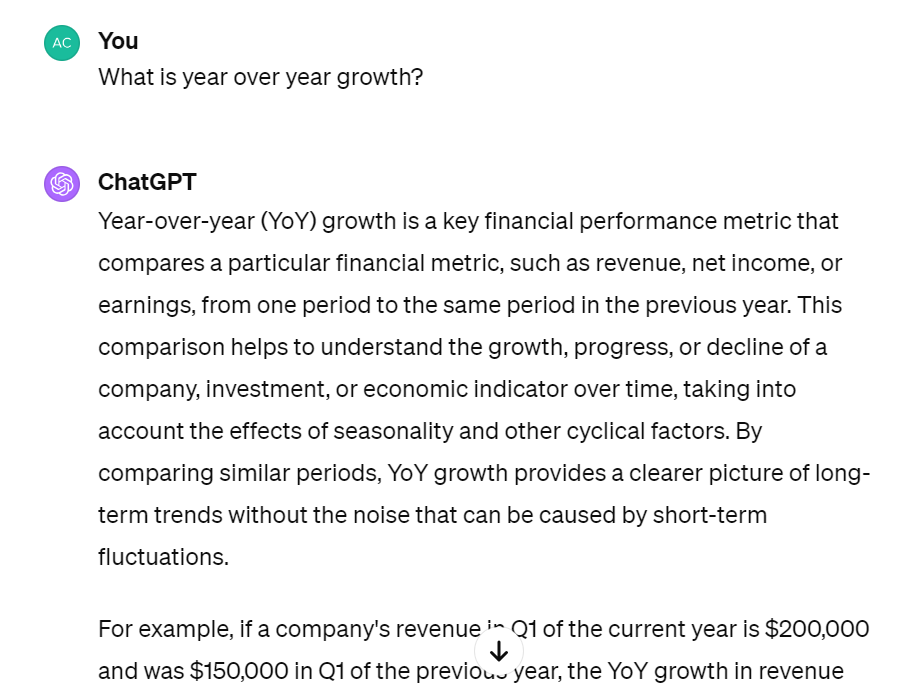 AC
You
What is year over year growth?
ChatGPT
Year-over-year (YoY) growth is a key financial performance metric that
compares a particular financial metric, such as revenue, net income, or
earnings, from one period to the same period in the previous year. This
comparison helps to understand the growth, progress, or decline of a
company, investment, or economic indicator over time, taking into
account the effects of seasonality and other cyclical factors. By
comparing similar periods, YoY growth provides a clearer picture of long-
term trends without the noise that can be caused by short-term
fluctuations.
For example, if a company's revenue in Q1 of the current year is $200,000
and was $150,000 in Q1 of the previous year, the YoY growth in revenue